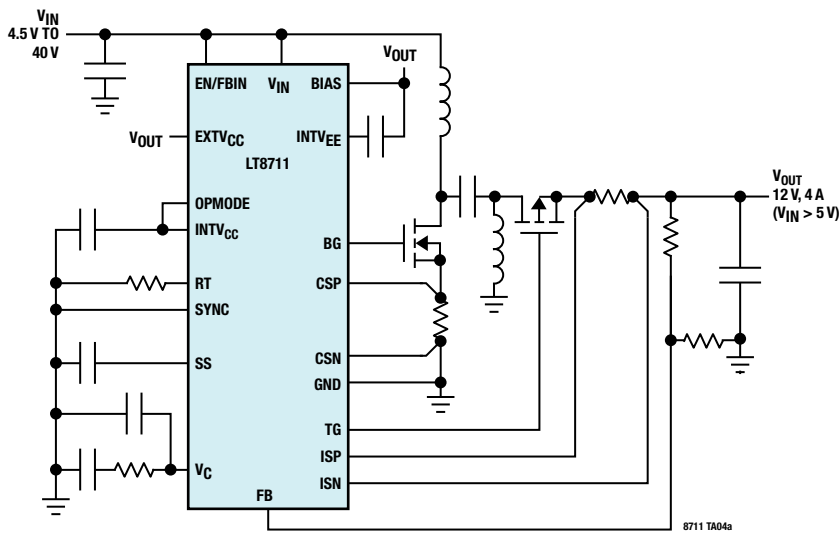 VIN
4.5 V TO
40 V
VOUT
EN/FBIN
VIN
BIAS
VOUT
EXTVCC
INTVEE
LT8711
VOUT
12 V, 4 A
(VIN > 5 V)
OPMODE
INTVCC
BG
RT
CSP
SYNC
SS
CSN
GND
TG
ISP
VC
ISN
FB
8711 TA04a